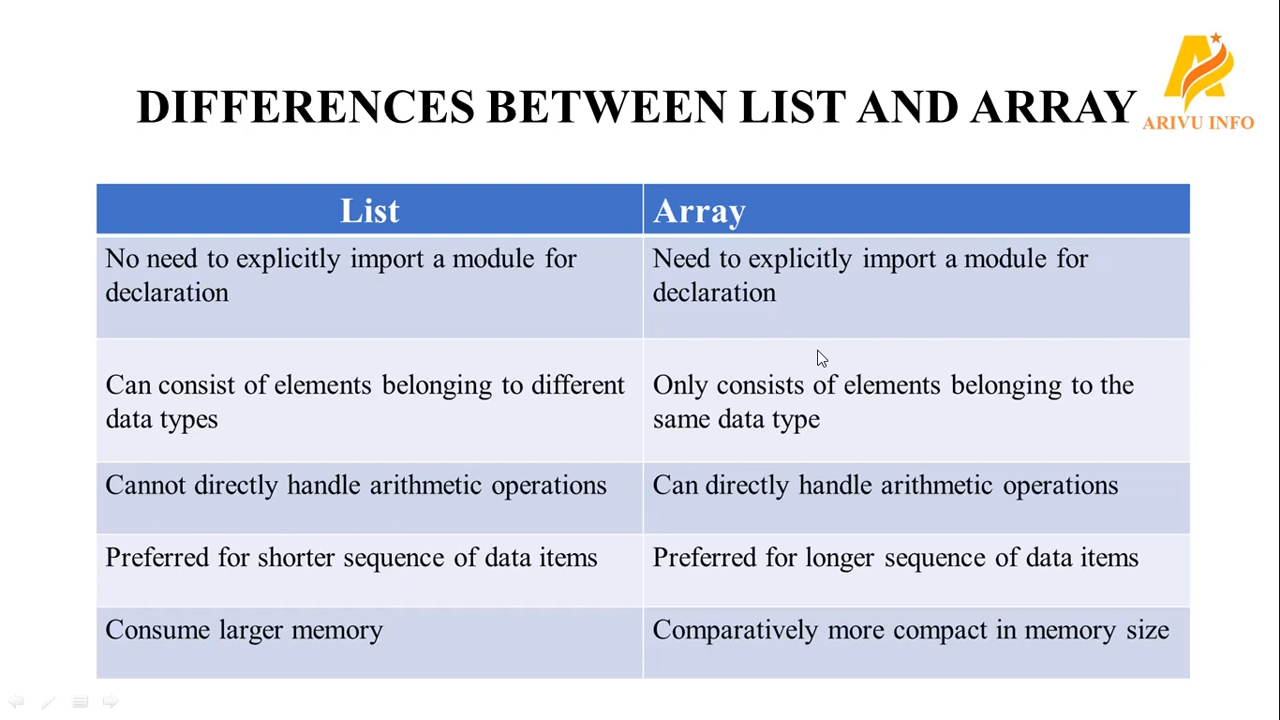 DIFFERENCES BETWEEN LIST AND ARRAY
ARIVU INFO
List
Array
No need to explicitly import a module for
declaration
Need to explicitly import a module for
declaration
Can consist of elements belonging to different
data types
Only consists of elements belonging to the
same data type
Cannot directly handle arithmetic operations
Can directly handle arithmetic operations
Preferred for shorter sequence of data items
Preferred for longer sequence of data items
Consume larger memory
Comparatively more compact in memory size